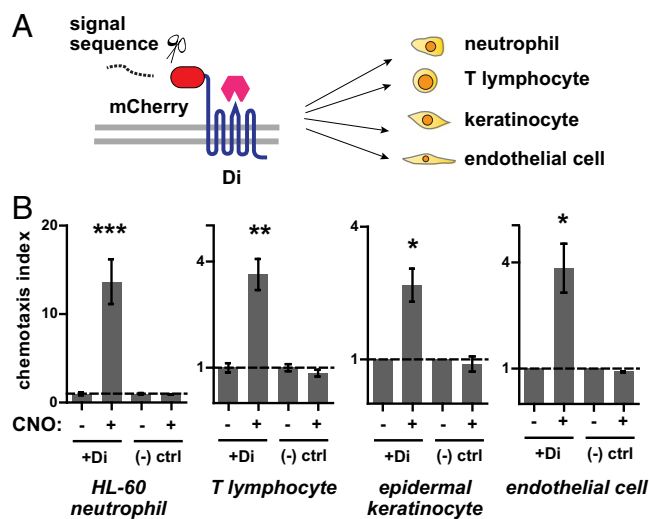 A
signal
sequence
mCherry
Di
neutrophil
T lymphocyte
keratinocyte
endothelial cell
B
chemotaxis index
20
10
0
***
4
1
**
4
1
*
4
1
*
CNO: - + - + - + - + - + - + - + - +
+Di (-) ctrl +Di (-) ctrl +Di (-) ctrl +Di (-) ctrl
HL-60
neutrophil
T lymphocyte
epidermal
keratinocyte
endothelial cell